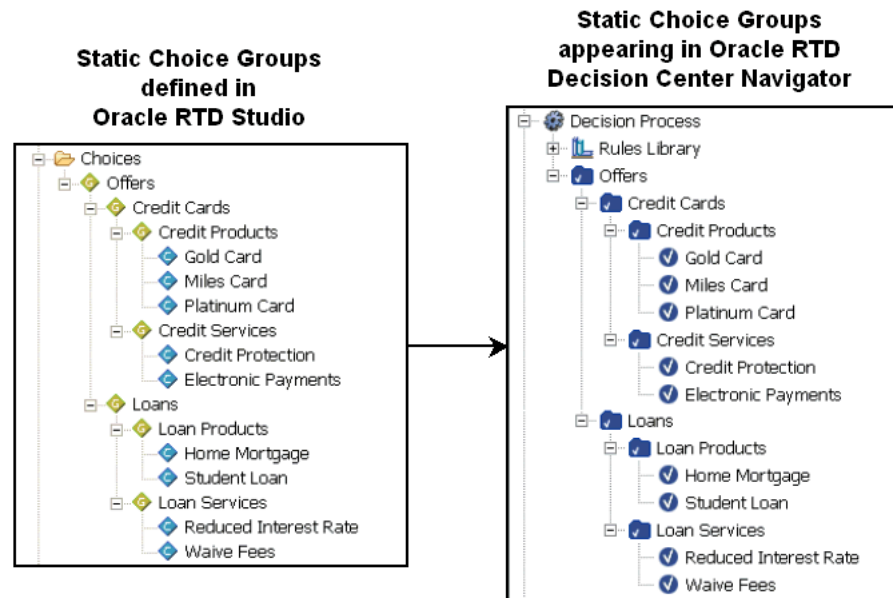 Static Choice Groups
defined in
Oracle RTD Studio
Choices
Offers
Credit Cards
Credit Products
Gold Card
Miles Card
Platinum Card
Credit Services
Credit Protection
Electronic Payments
Loans
Loan Products
Home Mortgage
Student Loan
Loan Services
Reduced Interest Rate
Waive Fees
Static Choice Groups
appearing in Oracle RTD
Decision Center Navigator
Decision Process
Rules Library
Offers
Credit Cards
Credit Products
Gold Card
Miles Card
Platinum Card
Credit Services
Credit Protection
Electronic Payments
Loans
Loan Products
Home Mortgage
Student Loan
Loan Services
Reduced Interest Rate
Waive Fees